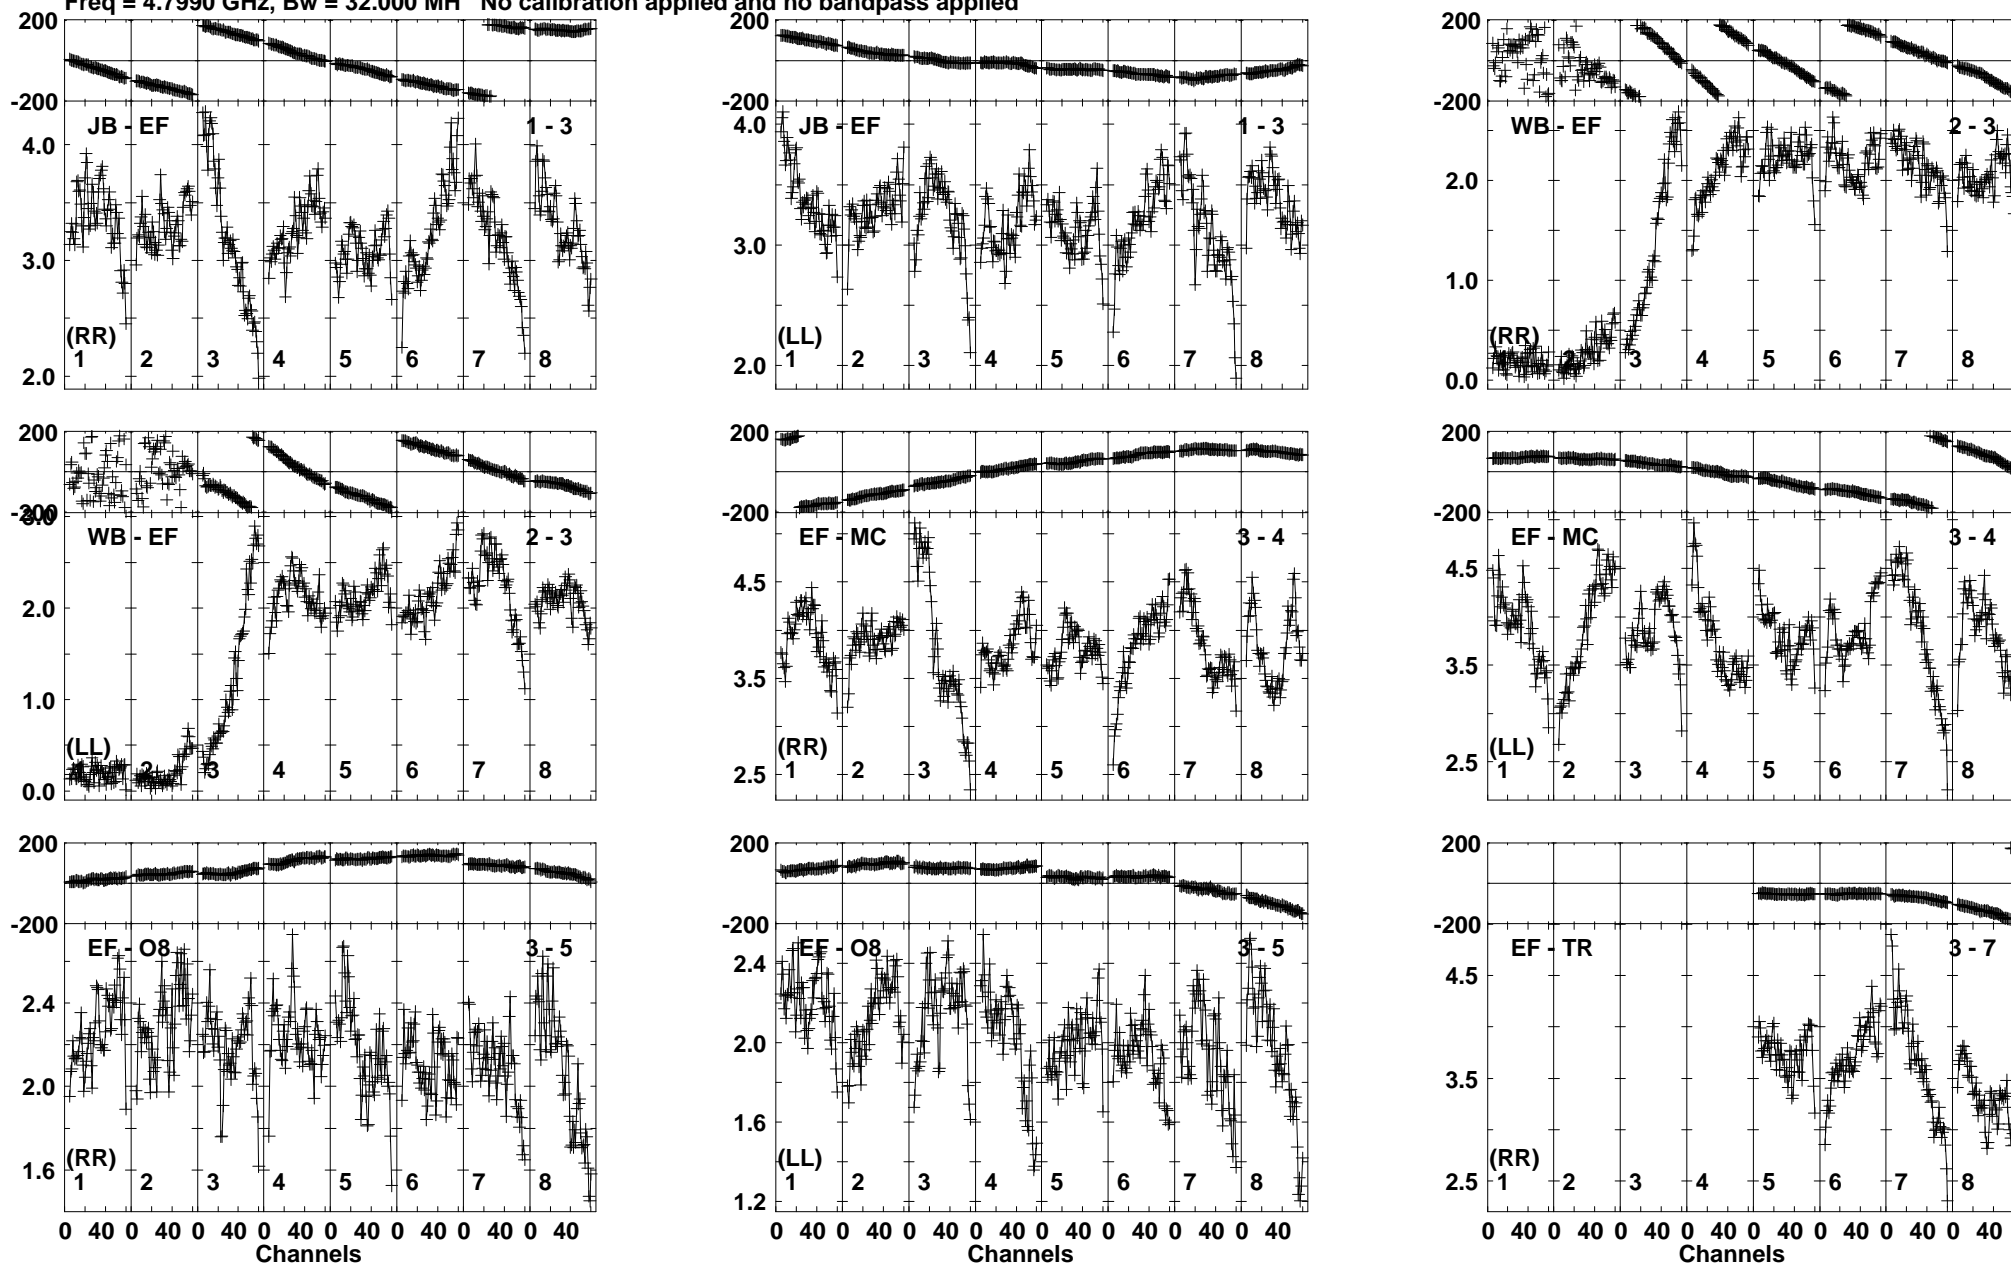 Freq = 4.7990 GHz, Bw = 32.000 MH No calibration applied and no bandpass applied
200 200 200
-200 -200 -200
JB - EF 1 - 3 JB - EF 1 - 3 WB - EF 2 - 3
4.0 4.0
3.0 3.0 2.0
1.0
(RR) (LL) (RR)
1 2 3 4 5 6 7 8 1 2 3 4 5 6 7 8 1 2 3 4 5 6 7 8
2.0 2.0 0.0
200 200 200
-200 -200 -200
3.0
WB - EF 2 - 3 EF - MC 3 - 4 EF - MC 3 - 4
4.5 4.5
2.0
3.5 3.5
1.0
(LL) (RR) (LL)
1 2 3 4 5 6 7 8 1 2 3 4 5 6 7 8 1 2 3 4 5 6 7 8
0.0 2.5 2.5
200 200 200
-200 -200 -200
EF - O8 3 - 5 EF - O8 3 - 5 EF - TR 3 - 7
2.4 2.4 4.5
2.0 2.0 3.5
1.6 1.6
(RR) (LL) (RR)
1 2 3 4 5 6 7 8 1 2 3 4 5 6 7 8 1 2 3 4 5 6 7 8
1.2 2.5
0 40 0 40 0 40 0 40 0 40 0 40 0 40 0 40 0 40 0 40 0 40 0 40 0 40 0 40 0 40 0 40 0 40 0 40 0 40 0 40 0 40 0 40 0 40 0 40
Channels Channels Channels